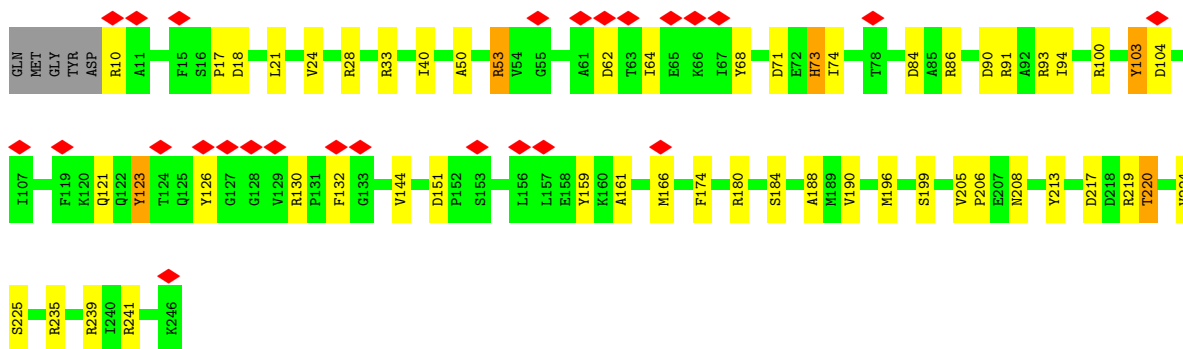 GLN MET GLY TYR ASP R10 A11 F15 S16 P17 D18 L21 V24 R28 R33 I40 A50 R53 V54 G55 A61 D62 T63 I64 E65 K66 I67 Y68 D71 E72 H73 I74 T78 D84 A85 R86 D90 R91 A92 R93 I94 R100 Y103 D104
I107 F119 K120 Q121 Q122 Y123 T124 Q125 Y126 G127 G128 V129 R130 P131 F132 G133 V144 D151 P152 S153 L156 L157 E158 Y159 K160 A161 M166 F174 R180 S184 A188 M189 V190 M196 S199 V205 P206 E207 N208 Y213 D217 D218 R219 T220
S225 R235 R239 I240 R241 K246